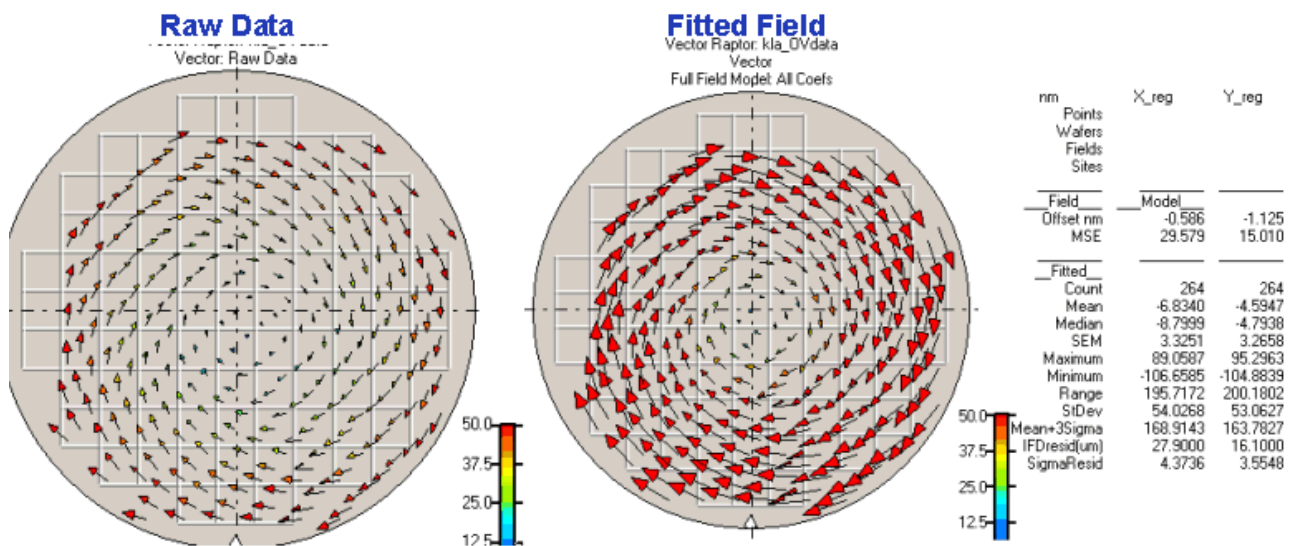 Raw Data
Vector: Raw Data
50.0
37.5
25.0
12.5
Fitted Field
Vector Raptor: kla_OVdata
Vector
Full Field Model: All Coefs
50.0
37.5
25.0
12.5
nm X_reg Y_reg
Points
Wafers
Fields
Sites
__Field__ __Model__
Offset nm -0.586 -1.125
MSE 29.579 15.010
__Fitted__
Count 264 264
Mean -6.8340 -4.5947
Median -8.7999 -4.7938
SEM 3.3251 3.2658
Maximum 89.0587 95.2963
Minimum -106.6585 -104.8839
Range 195.7172 200.1802
StDev 54.0268 53.0627
Mean+3Sigma 168.9143 163.7827
IFDresid(um) 27.9000 16.1000
SigmaResid 4.3736 3.5548